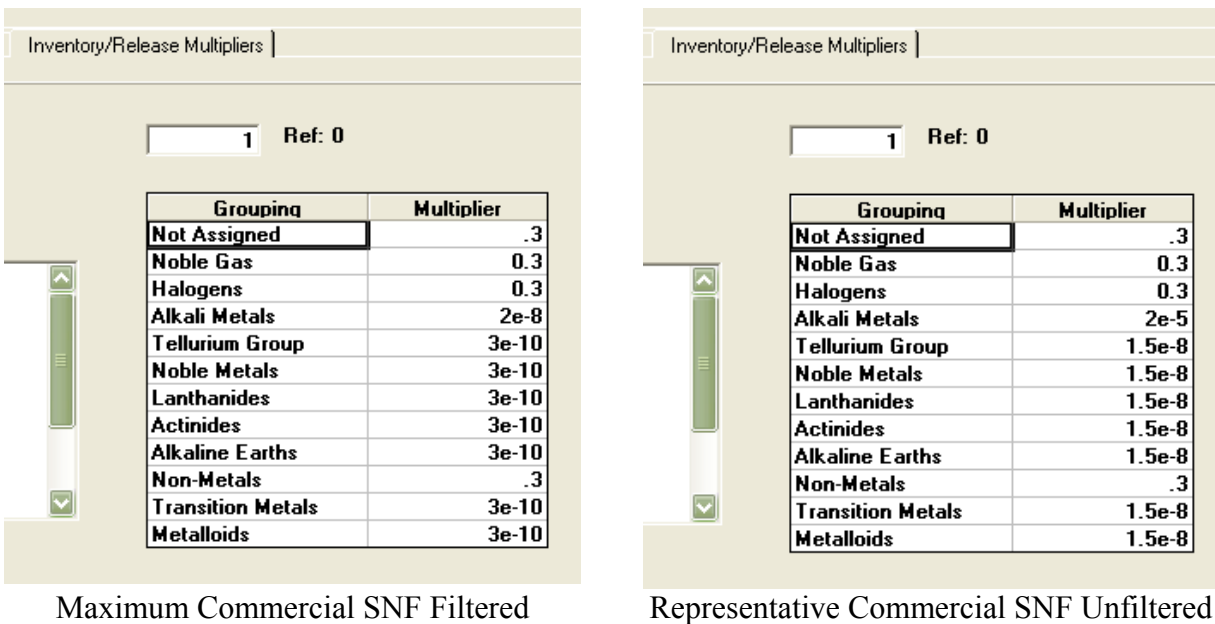 Inventory/Release Multipliers
1 Ref: 0
Grouping Multiplier
Not Assigned .3
Noble Gas 0.3
Halogens 0.3
Alkali Metals 2e-8
Tellurium Group 3e-10
Noble Metals 3e-10
Lanthanides 3e-10
Actinides 3e-10
Alkaline Earths 3e-10
Non-Metals .3
Transition Metals 3e-10
Metalloids 3e-10
Maximum Commercial SNF Filtered
Inventory/Release Multipliers
1 Ref: 0
Grouping Multiplier
Not Assigned .3
Noble Gas 0.3
Halogens 0.3
Alkali Metals 2e-5
Tellurium Group 1.5e-8
Noble Metals 1.5e-8
Lanthanides 1.5e-8
Actinides 1.5e-8
Alkaline Earths 1.5e-8
Non-Metals .3
Transition Metals 1.5e-8
Metalloids 1.5e-8
Representative Commercial SNF Unfiltered